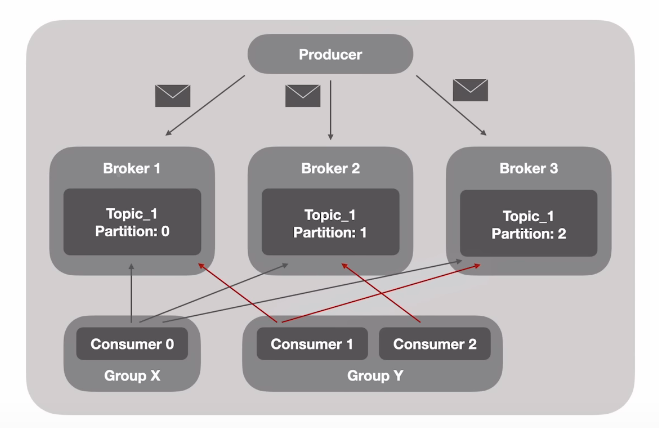 Producer
Broker 1
Broker 2
Broker 3
Topic_1
Partition: 0
Topic_1
Partition: 1
Topic_1
Partition: 2
Consumer 0
Consumer 1
Consumer 2
Group X
Group Y